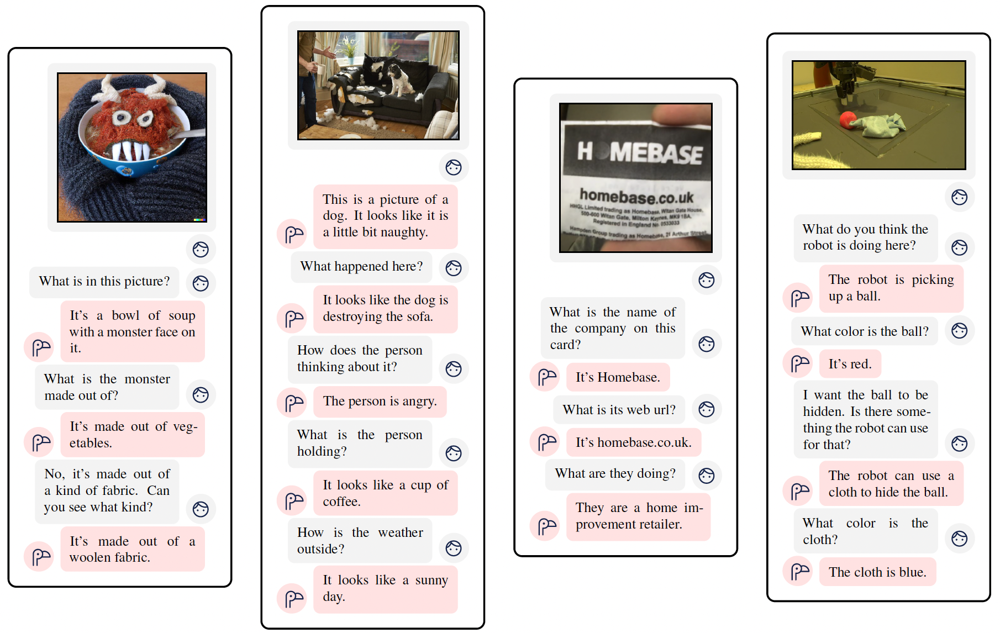 What is in this picture?
It's a bowl of soup
with a monster face on
it.
What is the monster
made out of?
It's made out of veg-
etables.
No, it's made out of
a kind of fabric. Can
you see what kind?
It's made out of a
woolen fabric.
This is a picture of a
dog. It looks like it is
a little bit naughty.
What happened here?
It looks like the dog is
destroying the sofa.
How does the person
thinking about it?
The person is angry.
What is the person
holding?
It looks like a cup of
coffee.
How is the weather
outside?
It looks like a sunny
day.
HOMEBASE
homebase.co.uk
HHGL Limited trading as Homebase, Witan Gate House,
500-600 Witan Gate, Milton Keynes, MK9 1BA.
Registered in England No. 0533033
Hampden Group trading as Homebase, 21 Arthur Street,
What is the name of
the company on this
card?
It's Homebase.
What is its web url?
It's homebase.co.uk.
What are they doing?
They are a home im-
provement retailer.
What do you think the
robot is doing here?
The robot is picking
up a ball.
What color is the ball?
It's red.
I want the ball to be
hidden. Is there some-
thing the robot can use
for that?
The robot can use a
cloth to hide the ball.
What color is the
cloth?
The cloth is blue.